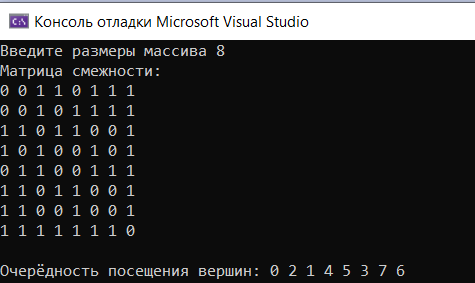 Консоль отладки Microsoft Visual Studio
Введите размеры массива 8
Матрица смежности:
0 0 1 1 0 1 1 1
0 0 1 0 1 1 1 1
1 1 0 1 1 0 0 1
1 0 1 0 0 1 0 1
0 1 1 0 0 1 1 1
1 1 0 1 1 0 0 1
1 1 0 0 1 0 0 1
1 1 1 1 1 1 1 0
Очерёдность посещения вершин: 0 2 1 4 5 3 7 6